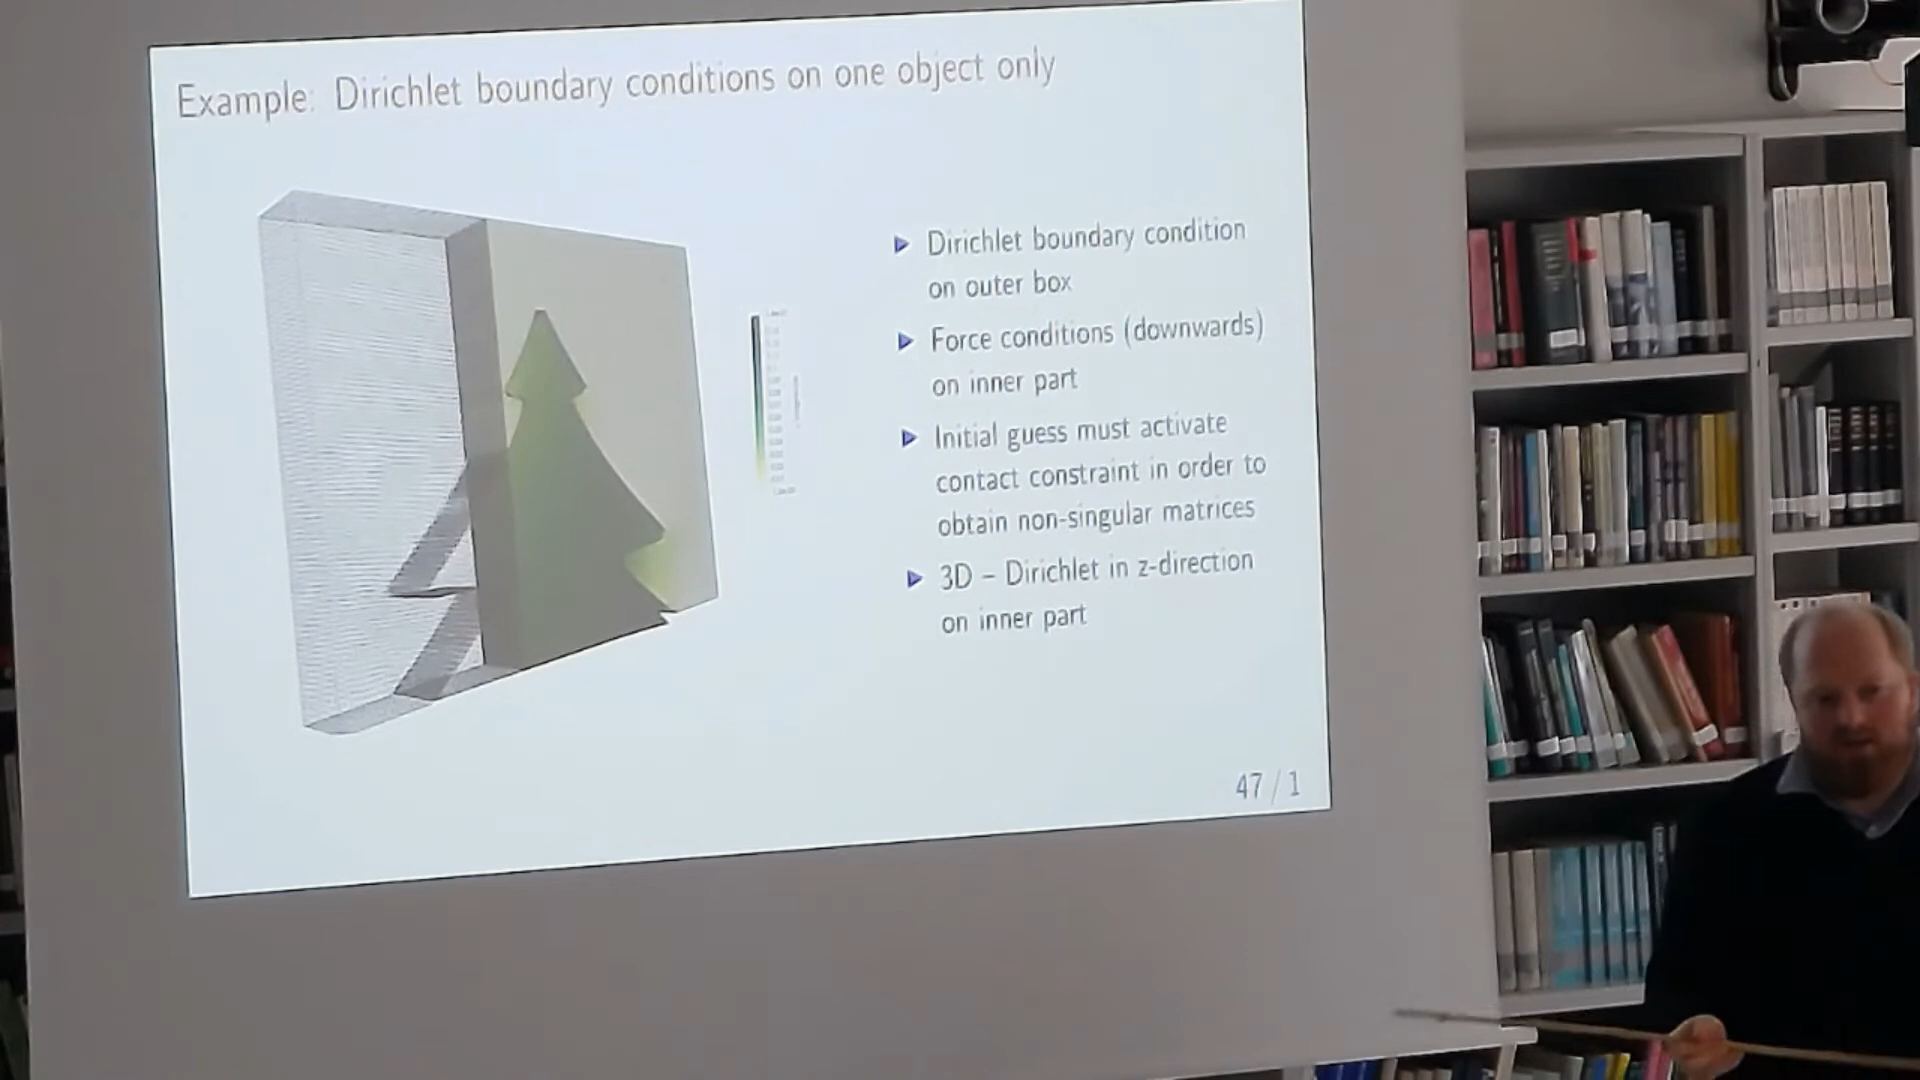 Example: Dirichlet boundary conditions on one object only
Dirichlet boundary condition
on outer box
Force conditions (downwards)
on inner part
Initial guess must activate
contact constraint in order to
obtain non-singular matrices
3D – Dirichlet in z-direction
on inner part
47 / 1